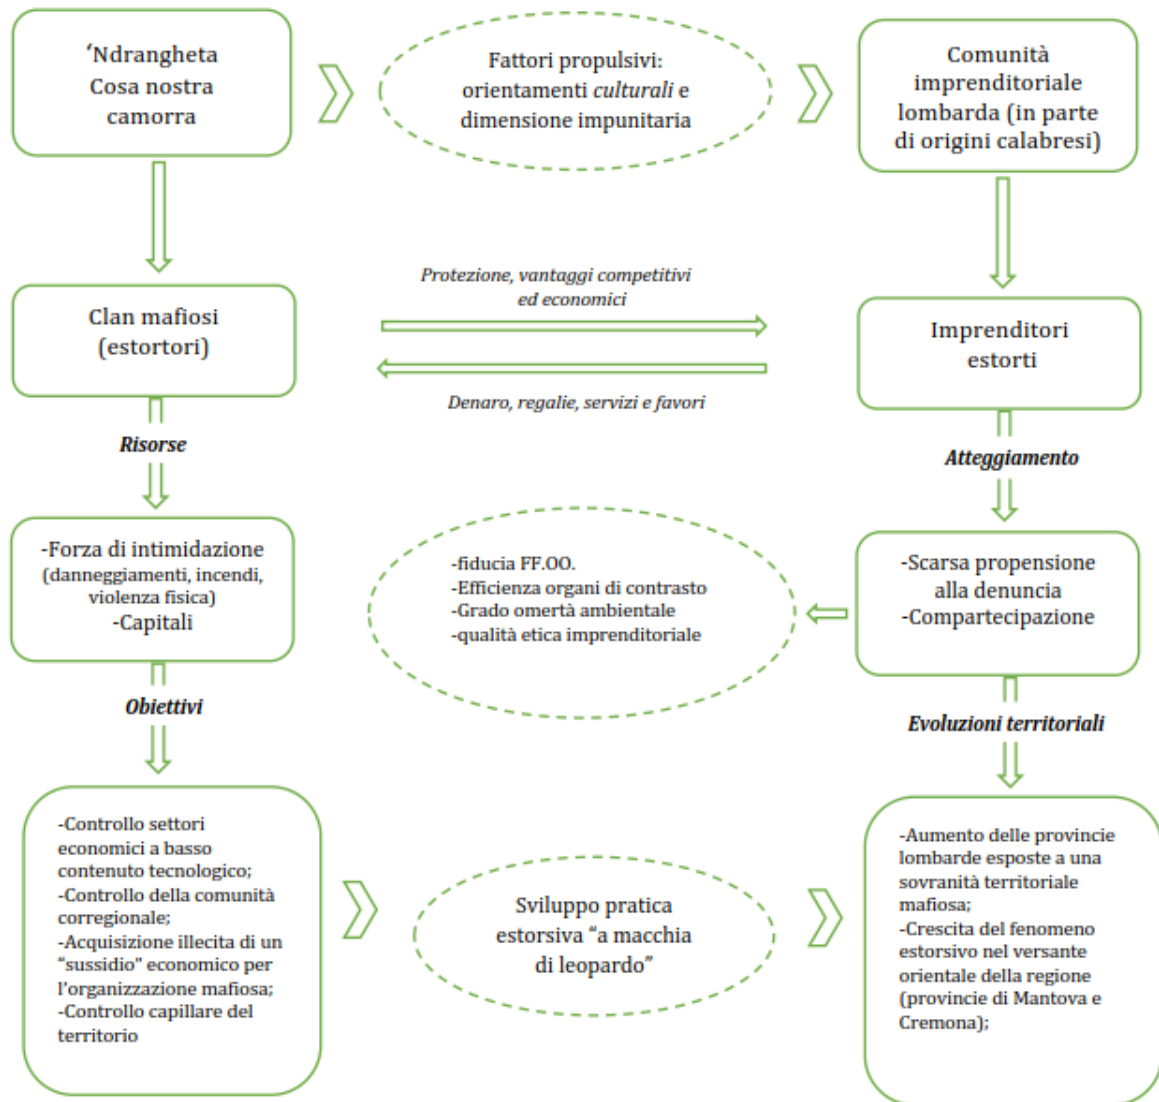 ‘Ndrangheta
Cosa nostra
camorra
Fattori propulsivi:
orientamenti culturali e
dimensione impunitaria
Comunità
imprenditoriale
lombarda (in parte
di origini calabresi)
Clan mafiosi
(estortori)
Protezione, vantaggi competitivi
ed economici
Denaro, regalie, servizi e favori
Imprenditori
estorti
Risorse
Atteggiamento
-Forza di intimidazione
(danneggiamenti, incendi,
violenza fisica)
-Capitali
-fiducia FF.OO.
-Efficienza organi di contrasto
-Grado omertà ambientale
-qualità etica imprenditoriale
-Scarsa propensione
alla denuncia
-Compartecipazione
Obiettivi
Evoluzioni territoriali
-Controllo settori
economici a basso
contenuto tecnologico;
-Controllo della comunità
corregionale;
-Acquisizione illecita di un
“sussidio” economico per
l’organizzazione mafiosa;
-Controllo capillare del
territorio
Sviluppo pratica
estorsiva “a macchia
di leopardo”
-Aumento delle provincie
lombarde esposte a una
sovranità territoriale
mafiosa;
-Crescita del fenomeno
estorsivo nel versante
orientale della regione
(provincie di Mantova e
Cremona);